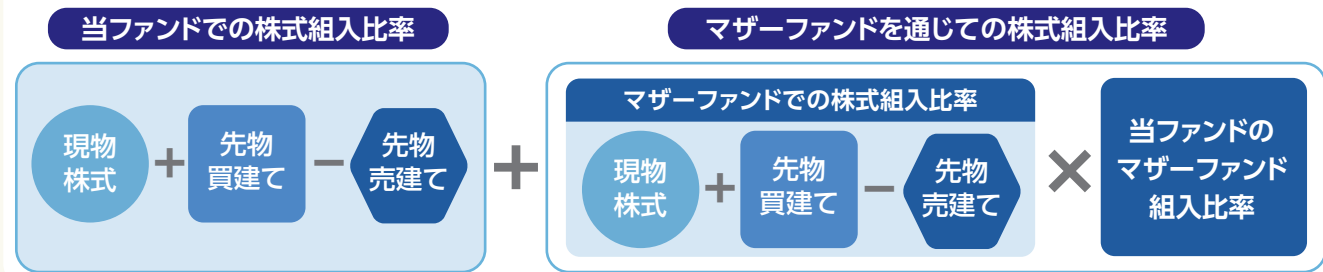 当ファンドでの株式組入比率
マザーファンドを通じての株式組入比率
現物
株式
+
先物
買建て
−
先物
売建て
+
マザーファンドでの株式組入比率
現物
株式
+
先物
買建て
−
先物
売建て
×
当ファンドの
マザーファンド
組入比率